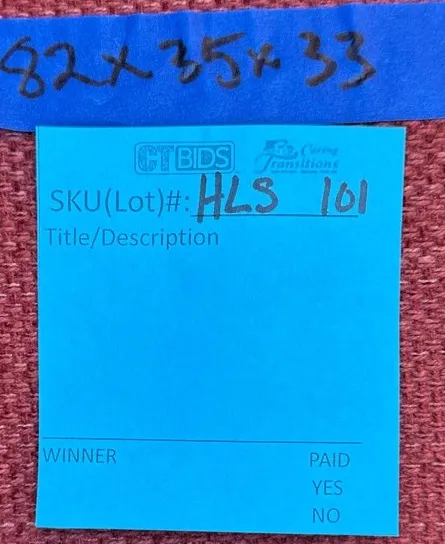 82x35x33
CTBIDS Caring
Transitions
SKU(Lot)#: HLS 101
Title/Description
WINNER PAID
YES
NO